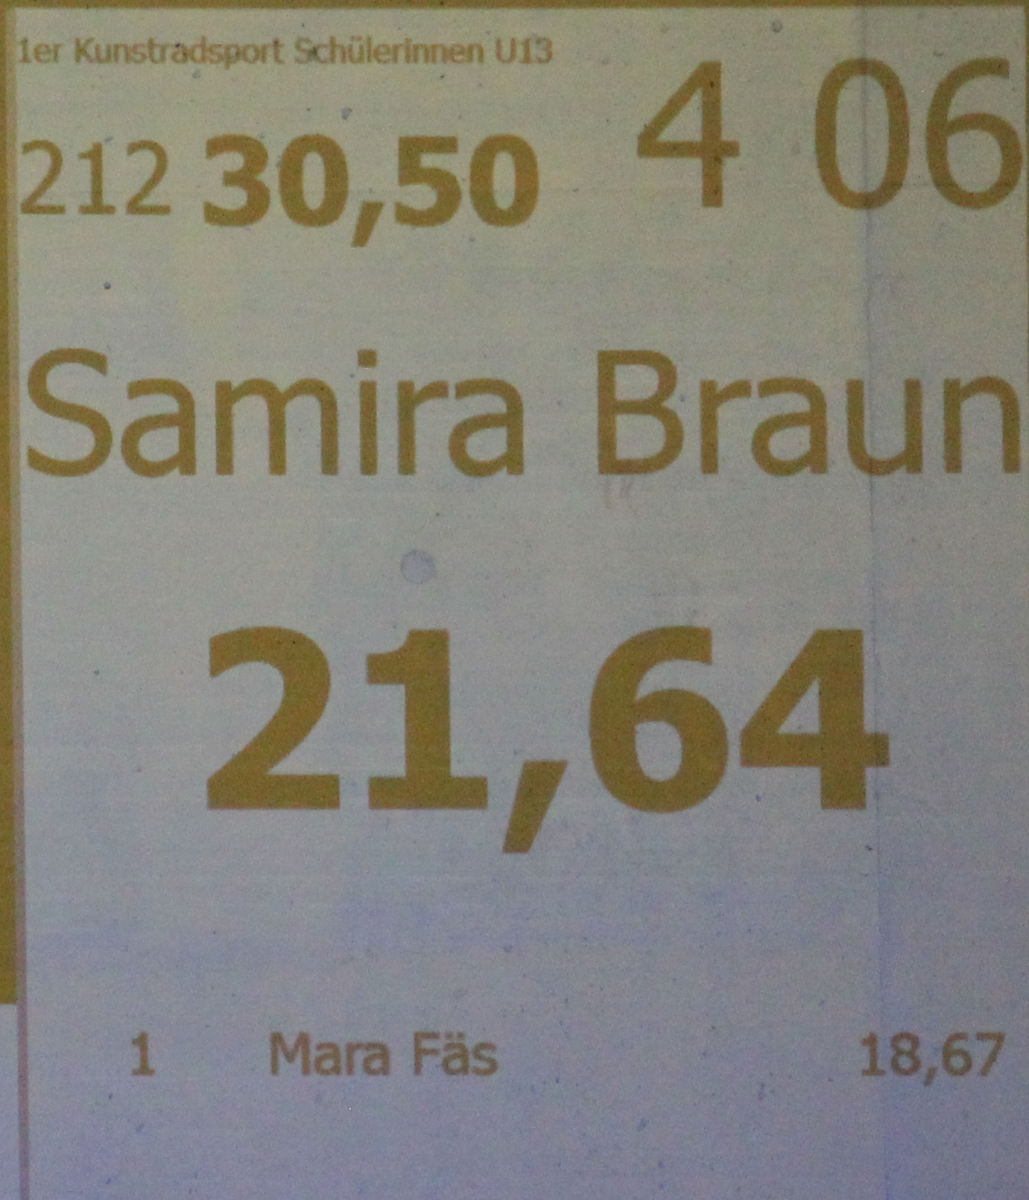 1er Kunstradsport Schülerinnen U13
212 30,50 4 06
Samira Braun
21,64
1 Mara Fäs 18,67